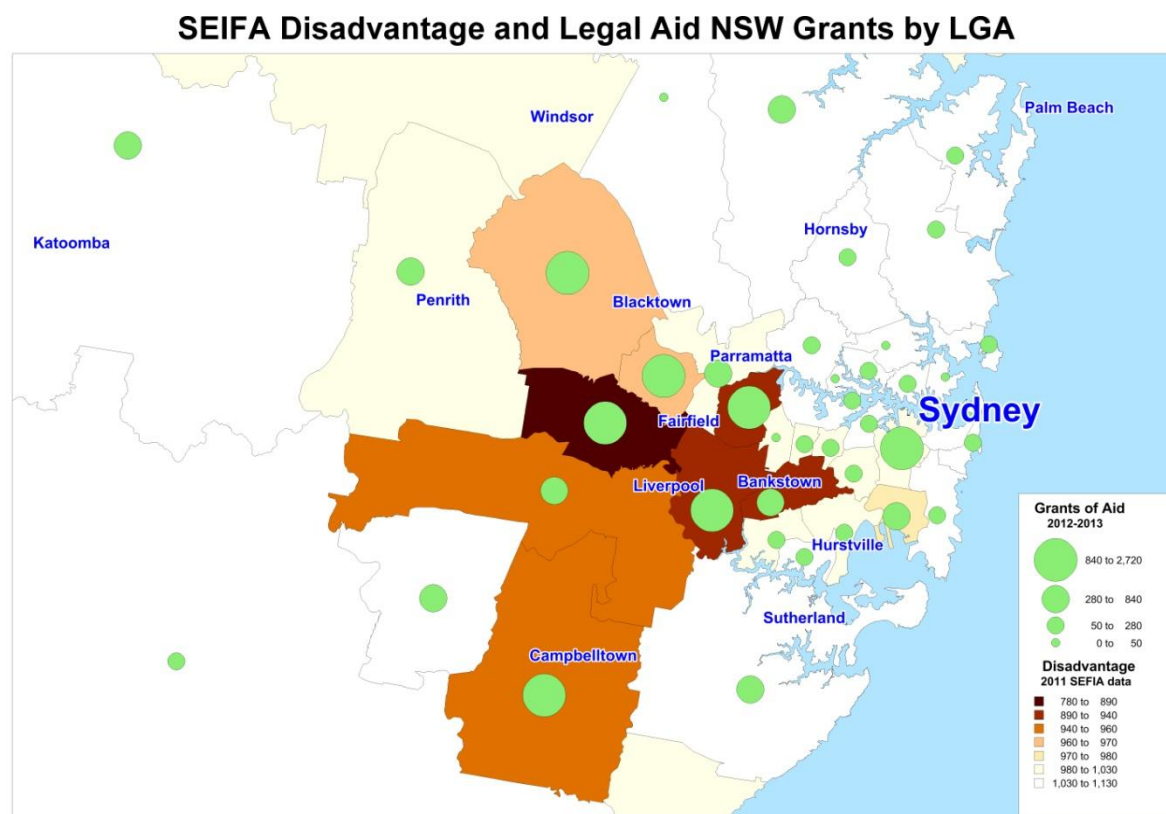 SEIFA Disadvantage and Legal Aid NSW Grants by LGA
Windsor
Palm Beach
Katoomba
Hornsby
Penrith
Blacktown
Parramatta
Sydney
Fairfield
Liverpool
Bankstown
Hurstville
Sutherland
Campbelltown
Grants of Aid
2012-2013
840 to 2,720
280 to 840
50 to 280
0 to 50
Disadvantage
2011 SEFIA data
780 to 890
890 to 940
940 to 960
960 to 970
970 to 980
980 to 1,030
1,030 to 1,130